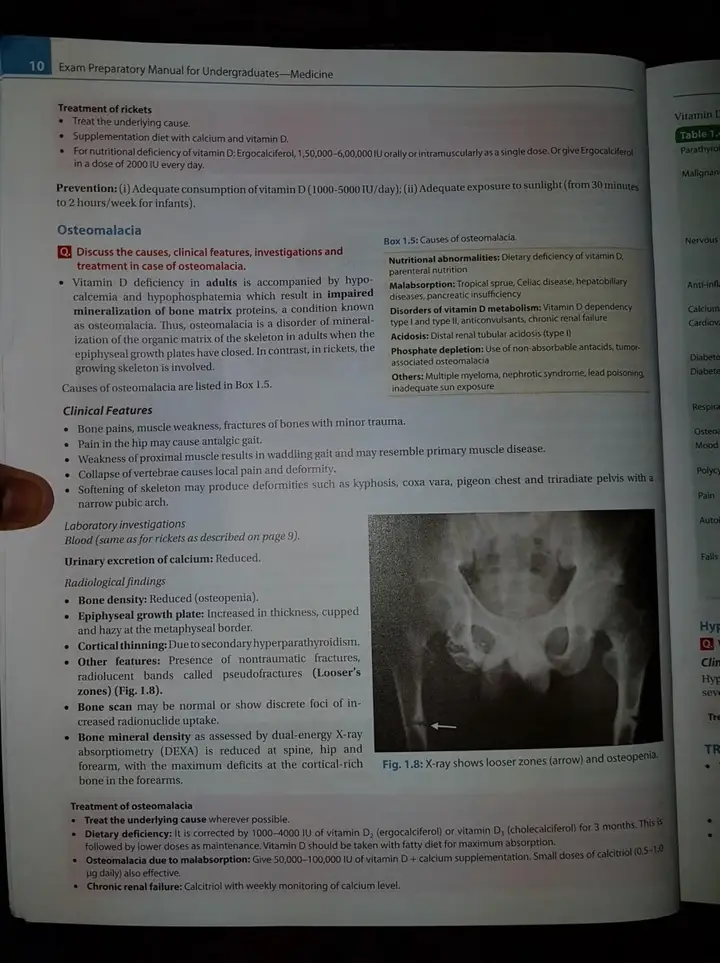 10 Exam Preparatory Manual for Undergraduates—Medicine
Treatment of rickets
• Treat the underlying cause.
• Supplementation diet with calcium and vitamin D.
• For nutritional deficiency of vitamin D: Ergocalciferol, 1,50,000–6,00,000 IU orally or intramuscularly as a single dose. Or give Ergocalciferol
in a dose of 2000 IU every day.
Prevention: (i) Adequate consumption of vitamin D (1000-5000 IU/day); (ii) Adequate exposure to sunlight (from 30 minutes
to 2 hours/week for infants).
Osteomalacia
Q. Discuss the causes, clinical features, investigations and
treatment in case of osteomalacia.
• Vitamin D deficiency in adults is accompanied by hypo-
calcemia and hypophosphatemia which result in impaired
mineralization of bone matrix proteins, a condition known
as osteomalacia. Thus, osteomalacia is a disorder of mineral-
ization of the organic matrix of the skeleton in adults when the
epiphyseal growth plates have closed. In contrast, in rickets, the
growing skeleton is involved.
Causes of osteomalacia are listed in Box 1.5.
Box 1.5: Causes of osteomalacia.
Nutritional abnormalities: Dietary deficiency of vitamin D,
parenteral nutrition
Malabsorption: Tropical sprue, Celiac disease, hepatobiliary
diseases, pancreatic insufficiency
Disorders of vitamin D metabolism: Vitamin D dependency
type I and type II, anticonvulsants, chronic renal failure
Acidosis: Distal renal tubular acidosis (type I)
Phosphate depletion: Use of non-absorbable antacids, tumor-
associated osteomalacia
Others: Multiple myeloma, nephrotic syndrome, lead poisoning,
inadequate sun exposure
Clinical Features
• Bone pains, muscle weakness, fractures of bones with minor trauma.
• Pain in the hip may cause antalgic gait.
• Weakness of proximal muscle results in waddling gait and may resemble primary muscle disease.
• Collapse of vertebrae causes local pain and deformity.
• Softening of skeleton may produce deformities such as kyphosis, coxa vara, pigeon chest and triradiate pelvis with a
narrow pubic arch.
Laboratory investigations
Blood (same as for rickets as described on page 9).
Urinary excretion of calcium: Reduced.
Radiological findings
• Bone density: Reduced (osteopenia).
• Epiphyseal growth plate: Increased in thickness, cupped
and hazy at the metaphyseal border.
• Cortical thinning: Due to secondary hyperparathyroidism.
• Other features: Presence of nontraumatic fractures,
radiolucent bands called pseudofractures (Looser's
zones) (Fig. 1.8).
• Bone scan may be normal or show discrete foci of in-
creased radionuclide uptake.
• Bone mineral density as assessed by dual-energy X-ray
absorptiometry (DEXA) is reduced at spine, hip and
forearm, with the maximum deficits at the cortical-rich
bone in the forearms.
Fig. 1.8: X-ray shows looser zones (arrow) and osteopenia.
Treatment of osteomalacia
• Treat the underlying cause wherever possible.
• Dietary deficiency: It is corrected by 1000–4000 IU of vitamin D2 (ergocalciferol) or vitamin D3 (cholecalciferol) for 3 months. This is
followed by lower doses as maintenance. Vitamin D should be taken with fatty diet for maximum absorption.
• Osteomalacia due to malabsorption: Give 50,000–100,000 IU of vitamin D + calcium supplementation. Small doses of calcitriol (0.5–1.0
µg daily) also effective.
• Chronic renal failure: Calcitriol with weekly monitoring of calcium level.
Vitamin
Table 1.
Nervous
Calcium
Mood
Pain
Falls
Q.